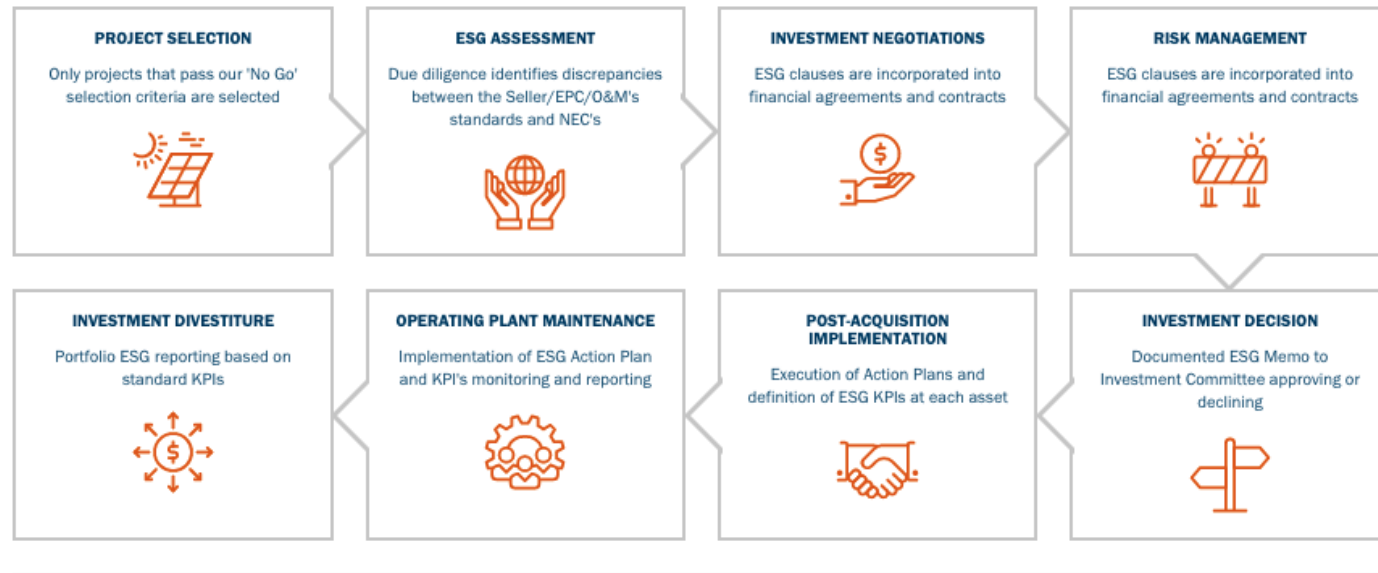 PROJECT SELECTION
Only projects that pass our 'No Go'
selection criteria are selected
ESG ASSESSMENT
Due diligence identifies discrepancies
between the Seller/EPC/O&M's
standards and NEC's
INVESTMENT NEGOTIATIONS
ESG clauses are incorporated into
financial agreements and contracts
RISK MANAGEMENT
ESG clauses are incorporated into
financial agreements and contracts
INVESTMENT DECISION
Documented ESG Memo to
Investment Committee approving or
declining
POST-ACQUISITION
IMPLEMENTATION
Execution of Action Plans and
definition of ESG KPIs at each asset
OPERATING PLANT MAINTENANCE
Implementation of ESG Action Plan
and KPI's monitoring and reporting
INVESTMENT DIVESTITURE
Portfolio ESG reporting based on
standard KPIs